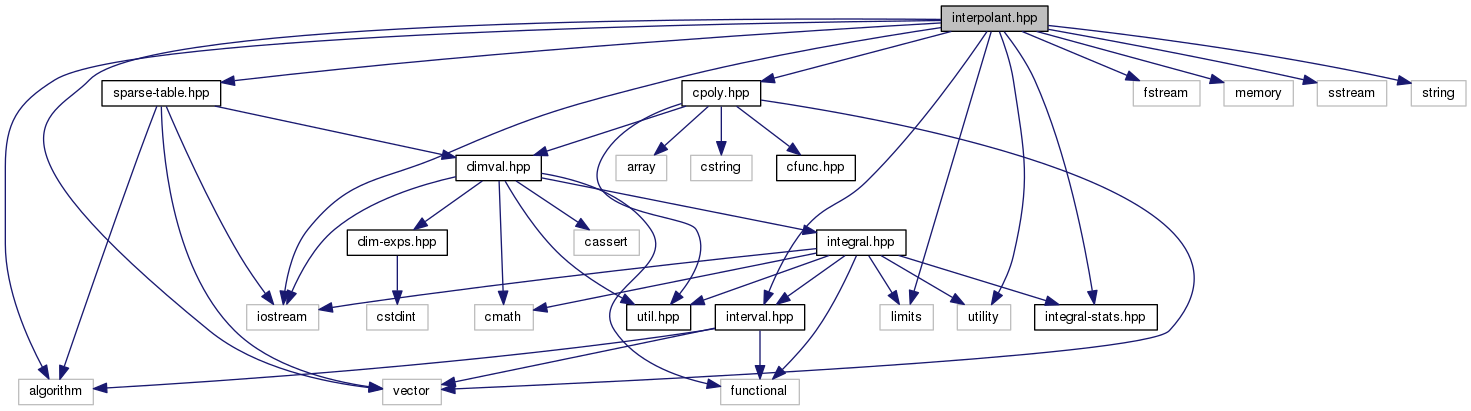 interpolant.hpp
sparse-table.hpp
cpoly.hpp
fstream
memory
sstream
string
dimval.hpp
array
cstring
cfunc.hpp
dim-exps.hpp
cassert
integral.hpp
iostream
cstdint
cmath
util.hpp
interval.hpp
limits
utility
integral-stats.hpp
algorithm
vector
functional